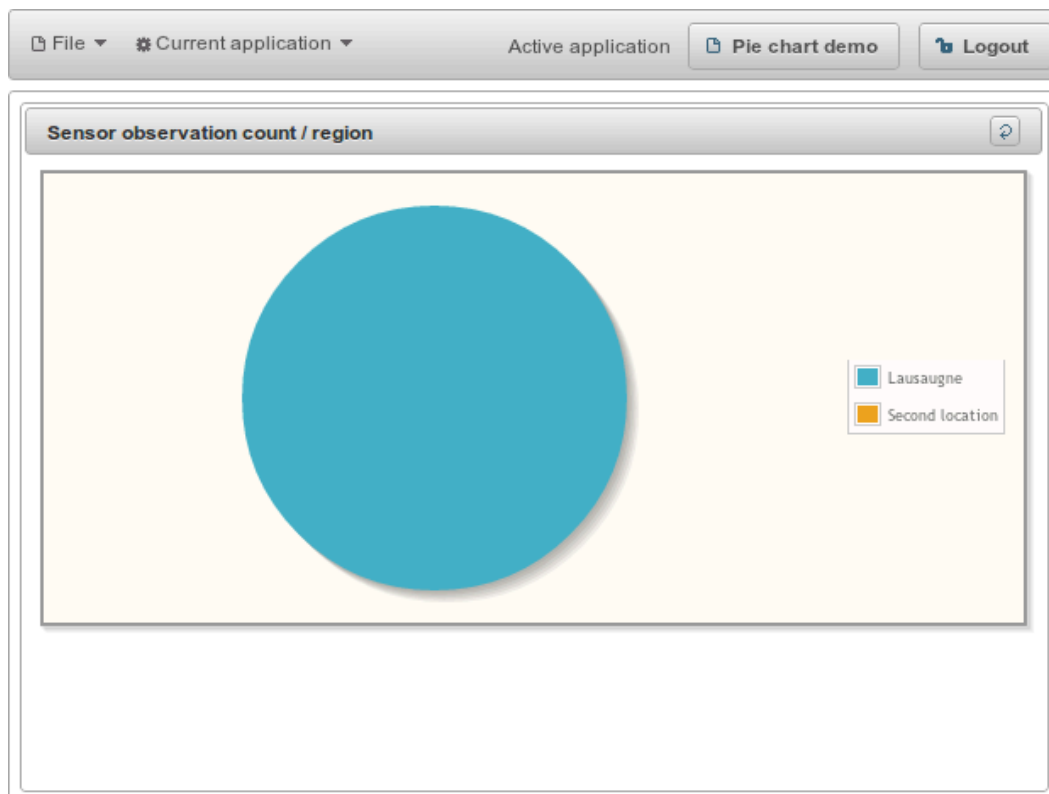 File Current application Active application Pie chart demo Logout
Sensor observation count / region
Lausaugne
Second location